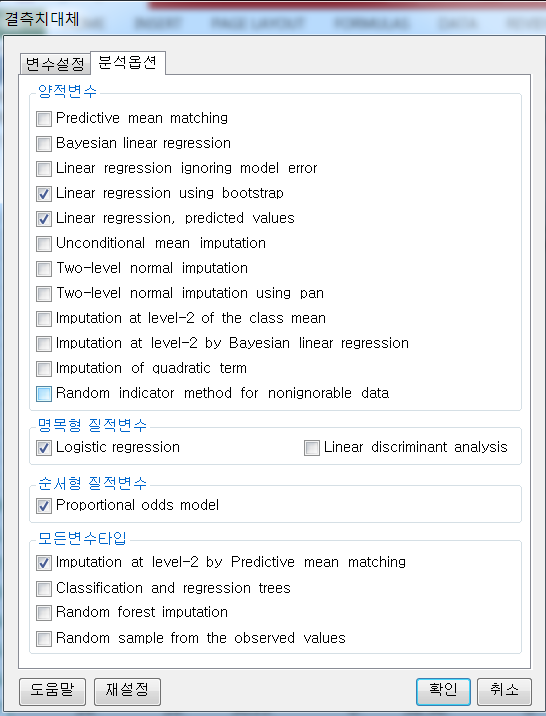 결측치대체
INSERT PAGE LAYOUT FORMULAS DATA
변수설정 분석옵션
양적변수
Predictive mean matching
Bayesian linear regression
Linear regression ignoring model error
Linear regression using bootstrap
Linear regression, predicted values
Unconditional mean imputation
Two-level normal imputation
Two-level normal imputation using pan
Imputation at level-2 of the class mean
Imputation at level-2 by Bayesian linear regression
Imputation of quadratic term
Random indicator method for nonignorable data
명목형 질적변수
Logistic regression Linear discriminant analysis
순서형 질적변수
Proportional odds model
모든변수타입
Imputation at level-2 by Predictive mean matching
Classification and regression trees
Random forest imputation
Random sample from the observed values
도움말 재설정 확인 취소